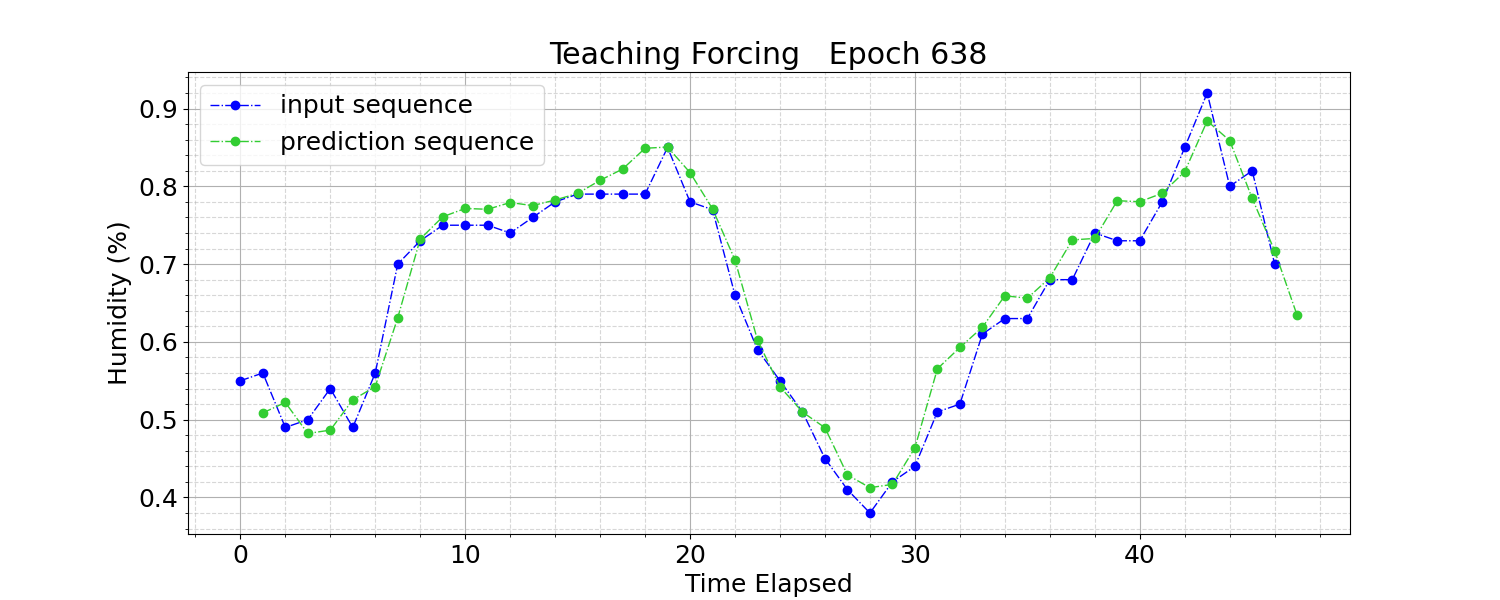 Teaching Forcing   Epoch 638
input sequence
prediction sequence
Humidity (%)
0.9
0.8
0.7
0.6
0.5
0.4
0 10 20 30 40
Time Elapsed